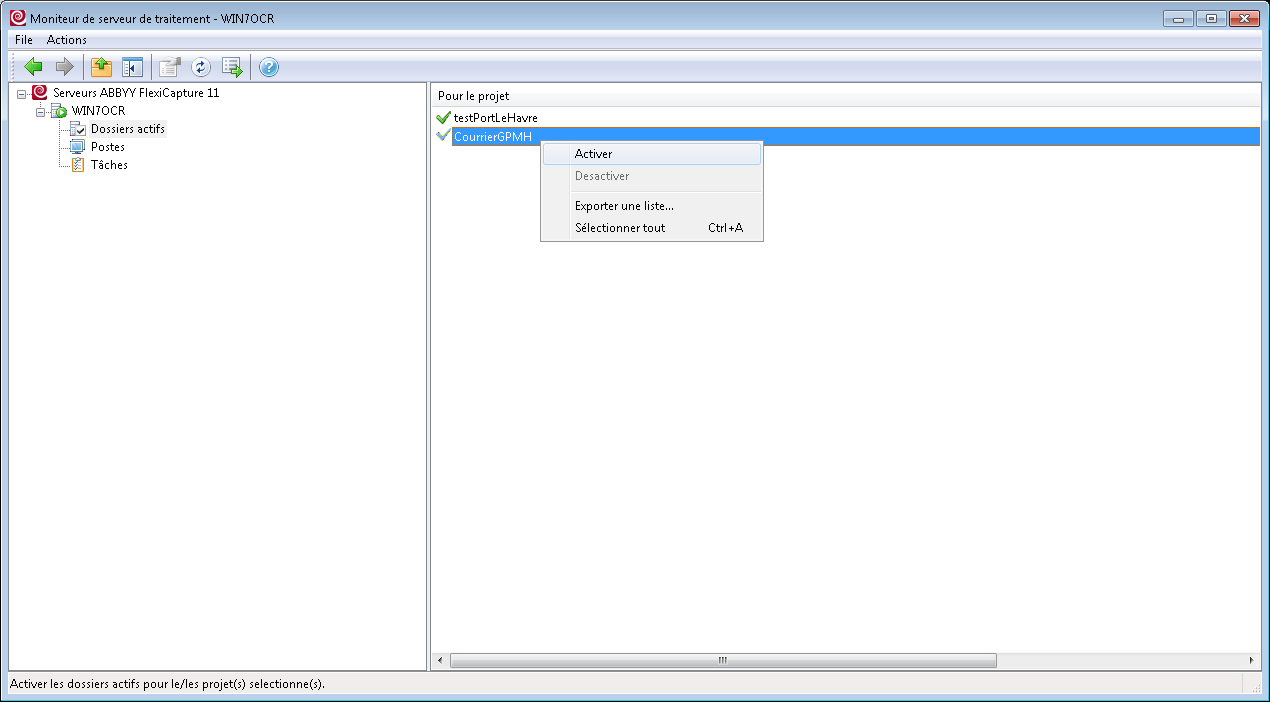 Moniteur de serveur de traitement - WIN7OCR
File Actions
Serveurs ABBYY FlexiCapture 11
WIN7OCR
Dossiers actifs
Postes
Tâches
Pour le projet
testPortLeHavre
CourrierGPMH
Activer
Desactiver
Exporter une liste...
Sélectionner tout Ctrl+A
Activer les dossiers actifs pour le/les projet(s) selectionne(s).